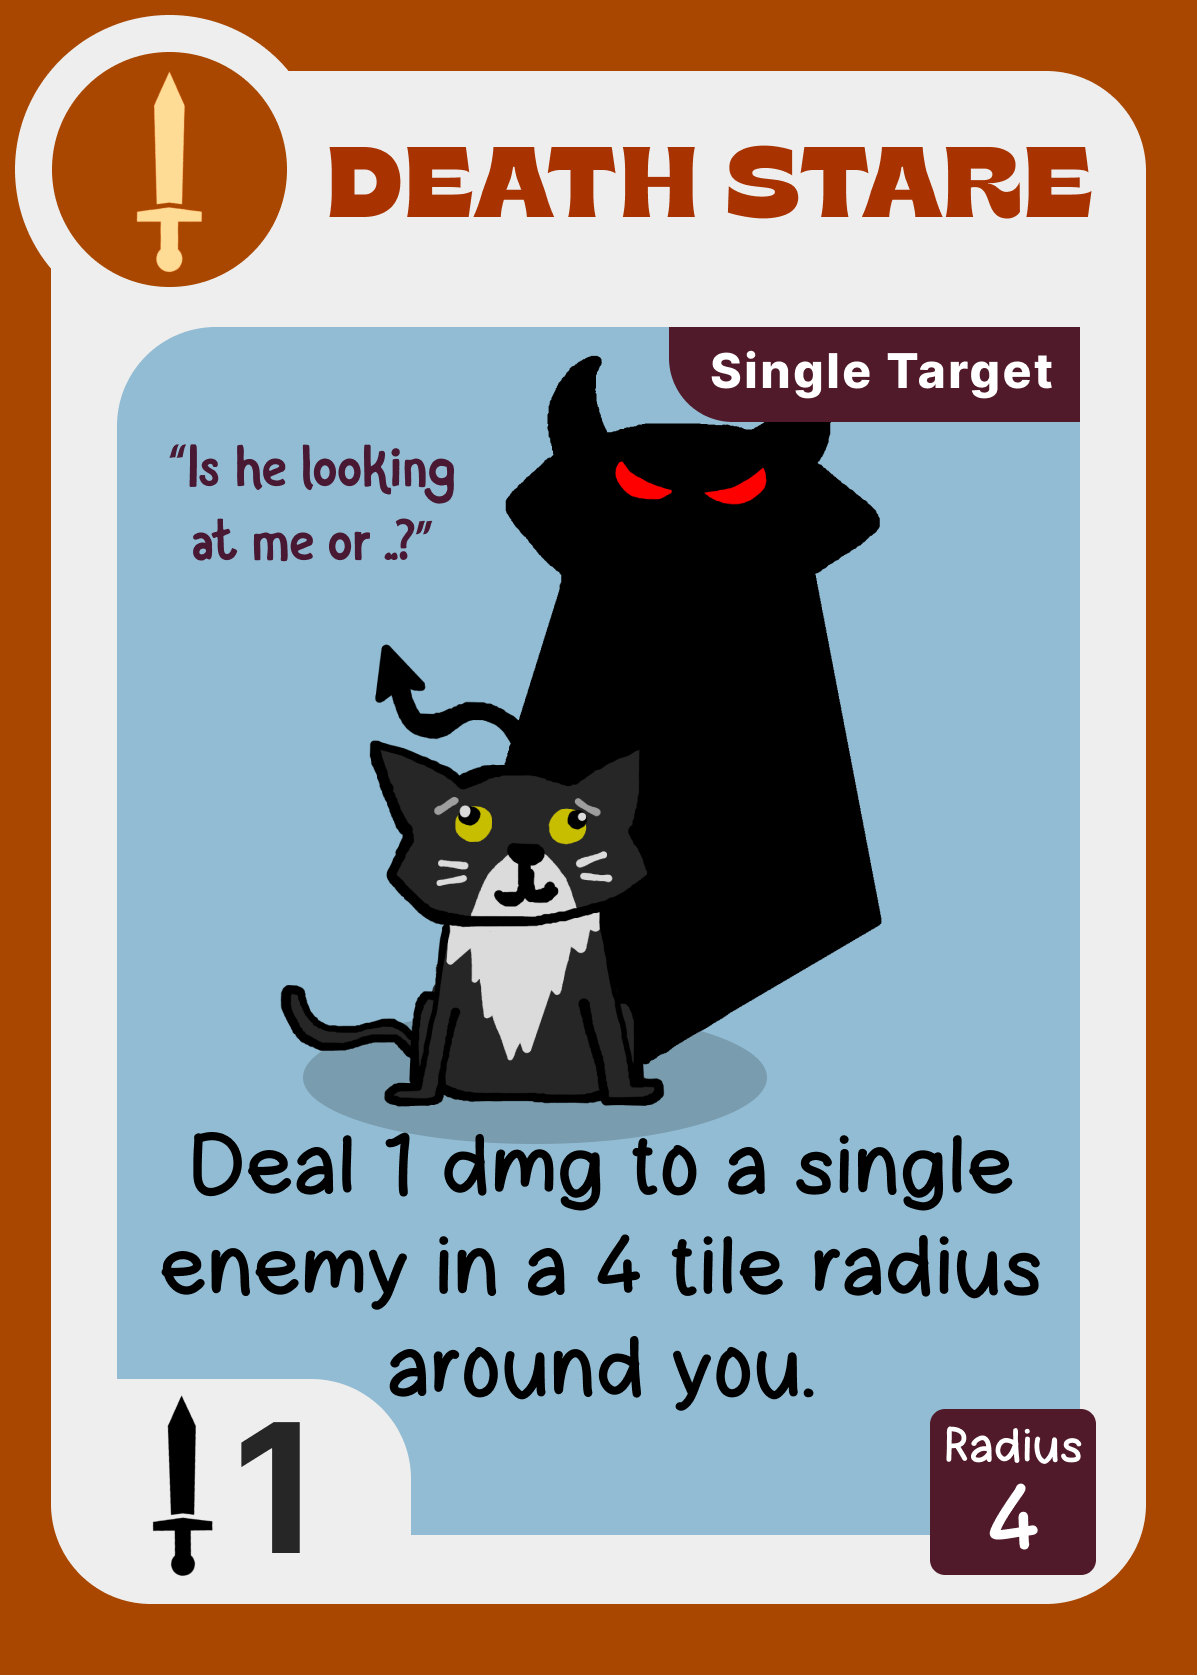 DEATH STARE
Single Target
“Is he looking
at me or ..?”
Deal 1 dmg to a single
enemy in a 4 tile radius
around you.
1
Radius
4